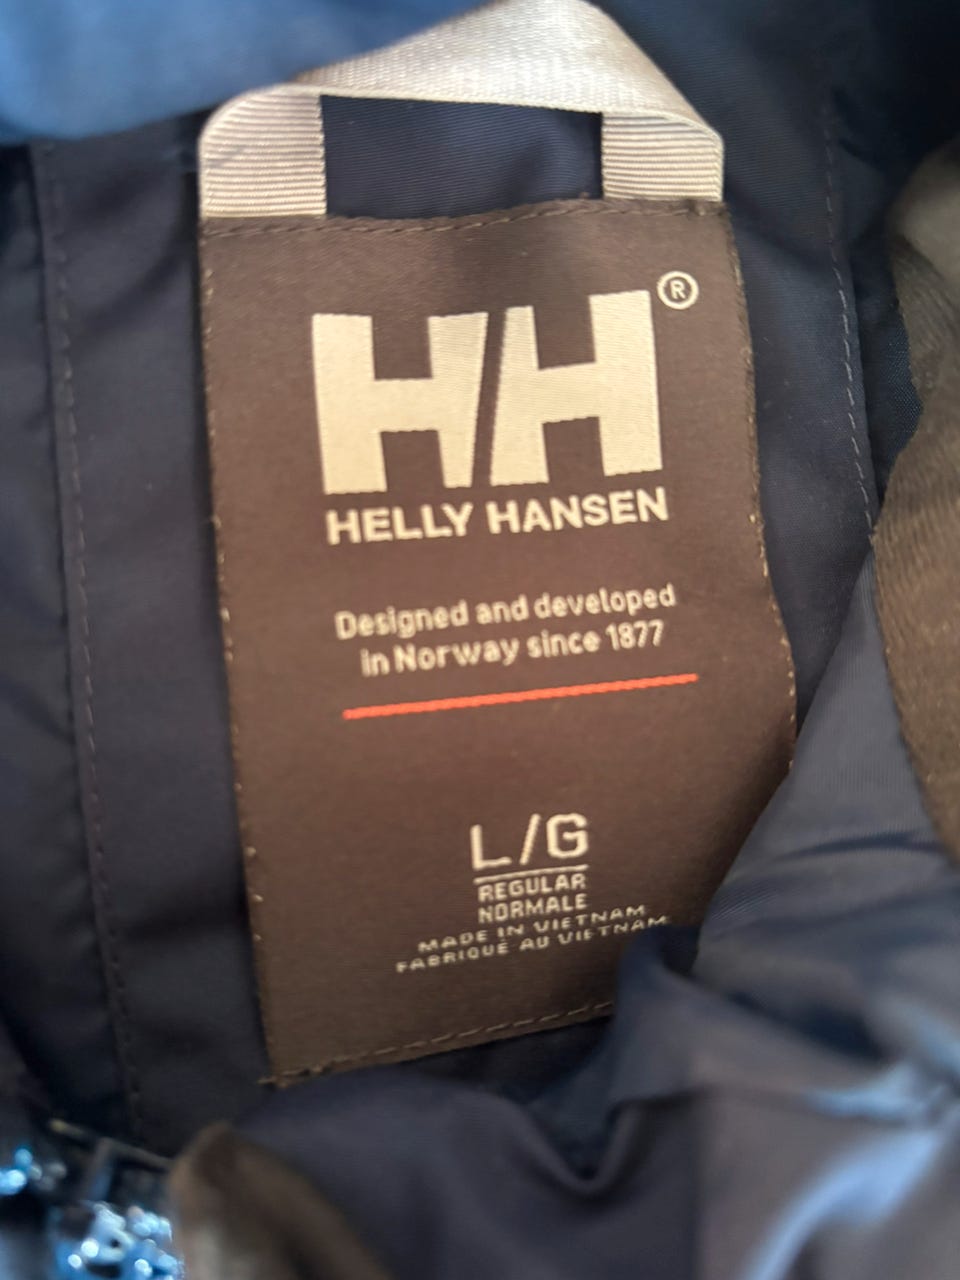 HH®
HELLY HANSEN
Designed and developed
in Norway since 1877
L/G
REGULAR
NORMALE
MADE IN VIETNAM
FABRIQUÉ AU VIETNAM